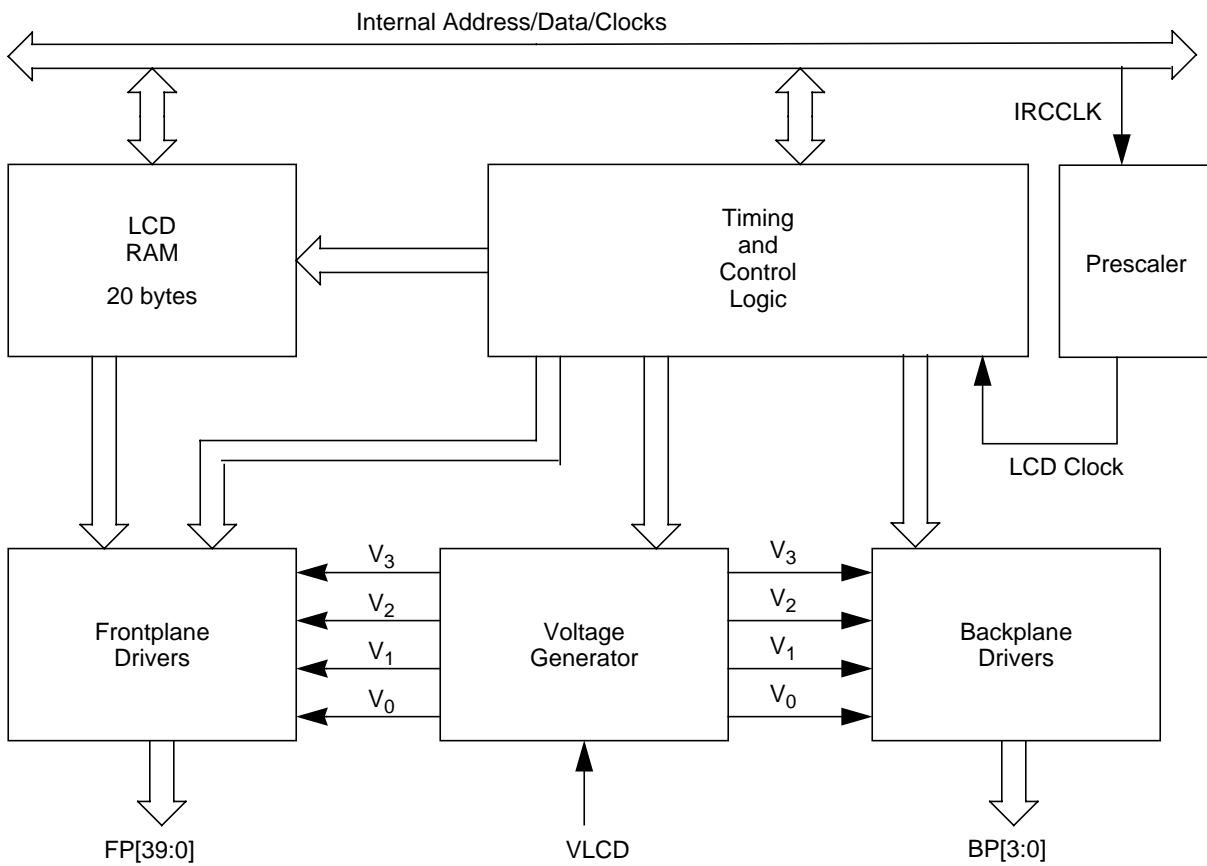 Internal Address/Data/Clocks
IRCCLK
LCD
RAM
20 bytes
Timing
and
Control
Logic
Prescaler
LCD Clock
V3
V2
V1
V0
V3
V2
V1
V0
Frontplane
Drivers
Voltage
Generator
Backplane
Drivers
FP[39:0]
VLCD
BP[3:0]